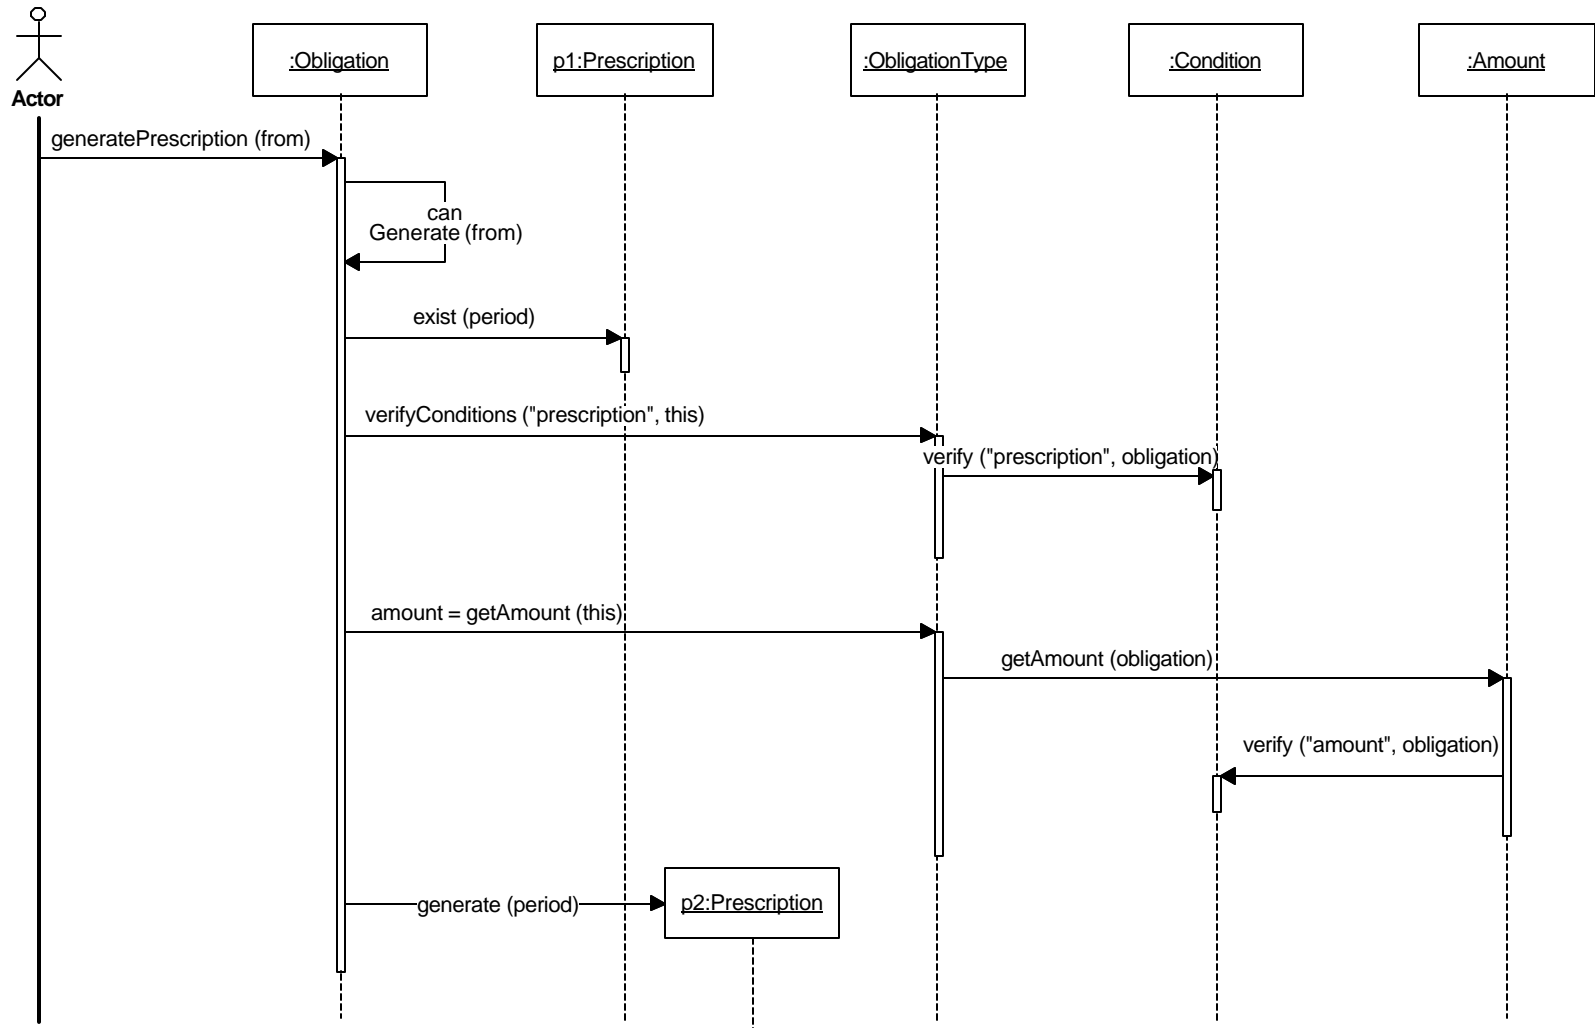 :Obligation
p1:Prescription
:ObligationType
:Condition
:Amount
Actor
generatePrescription (from)
can
Generate (from)
exist (period)
verifyConditions ("prescription", this)
verify ("prescription", obligation)
amount = getAmount (this)
getAmount (obligation)
verify ("amount", obligation)
generate (period)
p2:Prescription